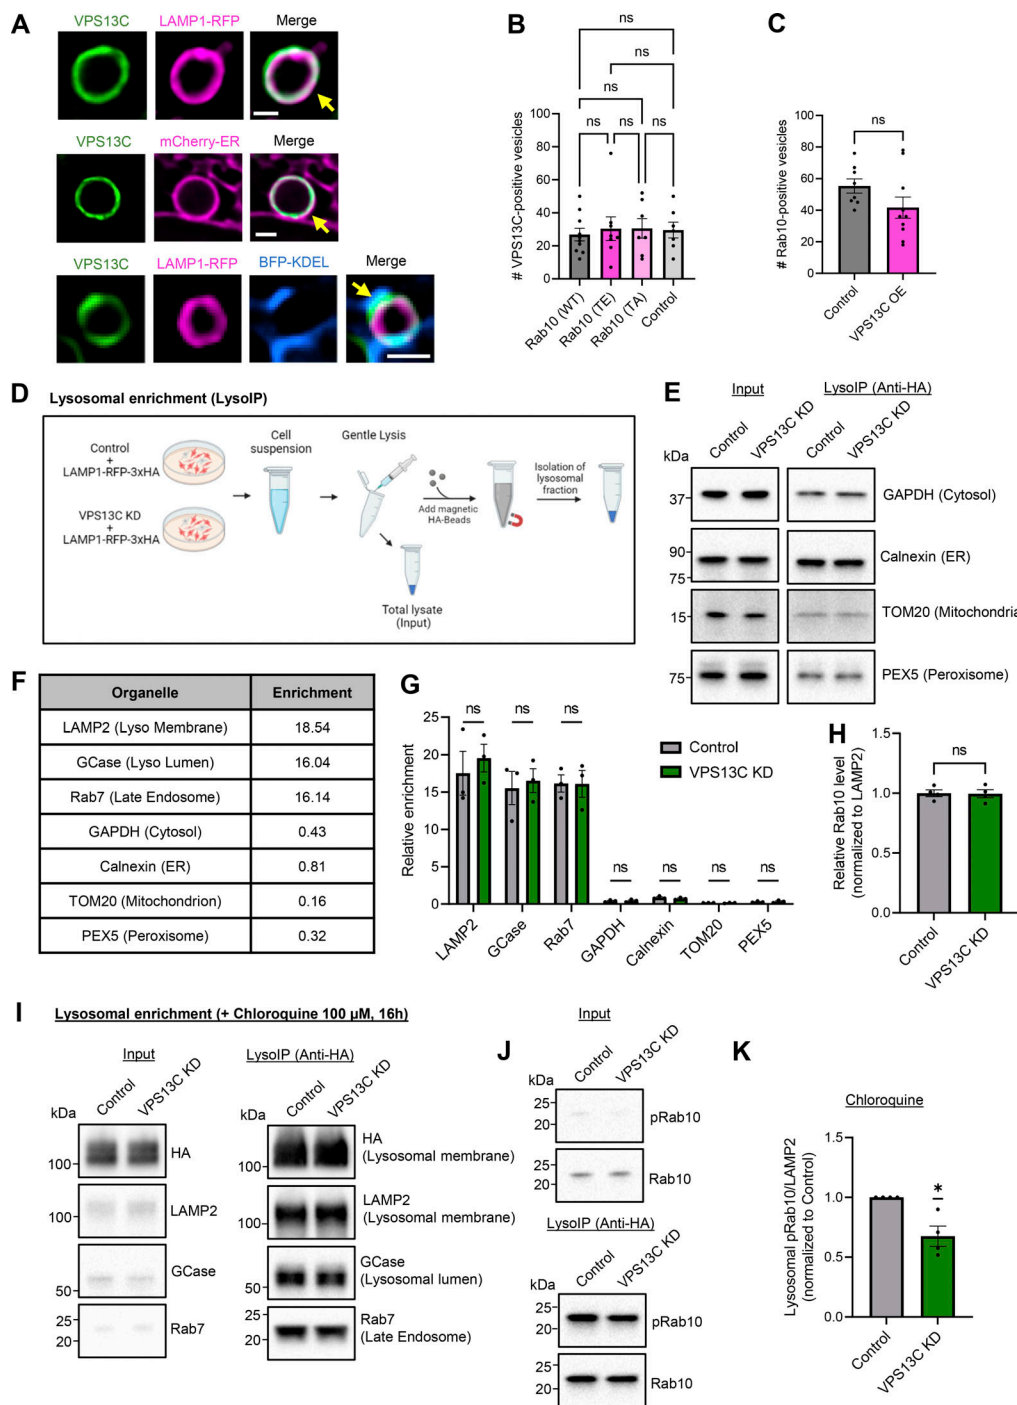 A
VPS13C LAMP1-RFP Merge
VPS13C mCherry-ER Merge
VPS13C LAMP1-RFP BFP-KDEL Merge
B
ns
ns
ns
ns ns ns
# VPS13C-positive vesicles
100
80
60
40
20
0
Rab10 (WT)
Rab10 (TE)
Rab10 (TA)
Control
C
ns
# Rab10-positive vesicles
100
80
60
40
20
0
Control
VPS13C OE
D
Lysosomal enrichment (LysoIP)
Control
+
LAMP1-RFP-3xHA
VPS13C KD
+
LAMP1-RFP-3xHA
Cell
suspension
Gentle Lysis
Add magnetic
HA-Beads
Isolation of
lysosomal
fraction
Total lysate
(Input)
E
Input LysoIP (Anti-HA)
Control VPS13C KD Control VPS13C KD
kDa
37 GAPDH (Cytosol)
90
75 Calnexin (ER)
15 TOM20 (Mitochondria
75 PEX5 (Peroxisome)
F
Organelle Enrichment
LAMP2 (Lyso Membrane) 18.54
GCase (Lyso Lumen) 16.04
Rab7 (Late Endosome) 16.14
GAPDH (Cytosol) 0.43
Calnexin (ER) 0.81
TOM20 (Mitochondrion) 0.16
PEX5 (Peroxisome) 0.32
G
ns ns ns ns ns ns ns
Relative enrichment
25
20
15
10
5
0
LAMP2
GCase
Rab7
GAPDH
Calnexin
TOM20
PEX5
Control
VPS13C KD
H
ns
Relative Rab10 level
(normalized to LAMP2)
1.5
1.0
0.5
0.0
Control
VPS13C KD
I
Lysosomal enrichment (+ Chloroquine 100 µM, 16h)
Input LysoIP (Anti-HA)
Control VPS13C KD Control VPS13C KD
kDa kDa
100 HA
100 HA
(Lysosomal membrane)
100 LAMP2
100 LAMP2
(Lysosomal membrane)
50 GCase
50 GCase
(Lysosomal lumen)
25
20 Rab7
25
20 Rab7
(Late Endosome)
J
Input
Control VPS13C KD
kDa
25
20 pRab10
25
20 Rab10
LysoIP (Anti-HA)
Control VPS13C KD
kDa
25
20 pRab10
25
20 Rab10
K
Chloroquine
*
Lysosomal pRab10/LAMP2
(normalized to Control)
1.5
1.0
0.5
0.0
Control
VPS13C KD